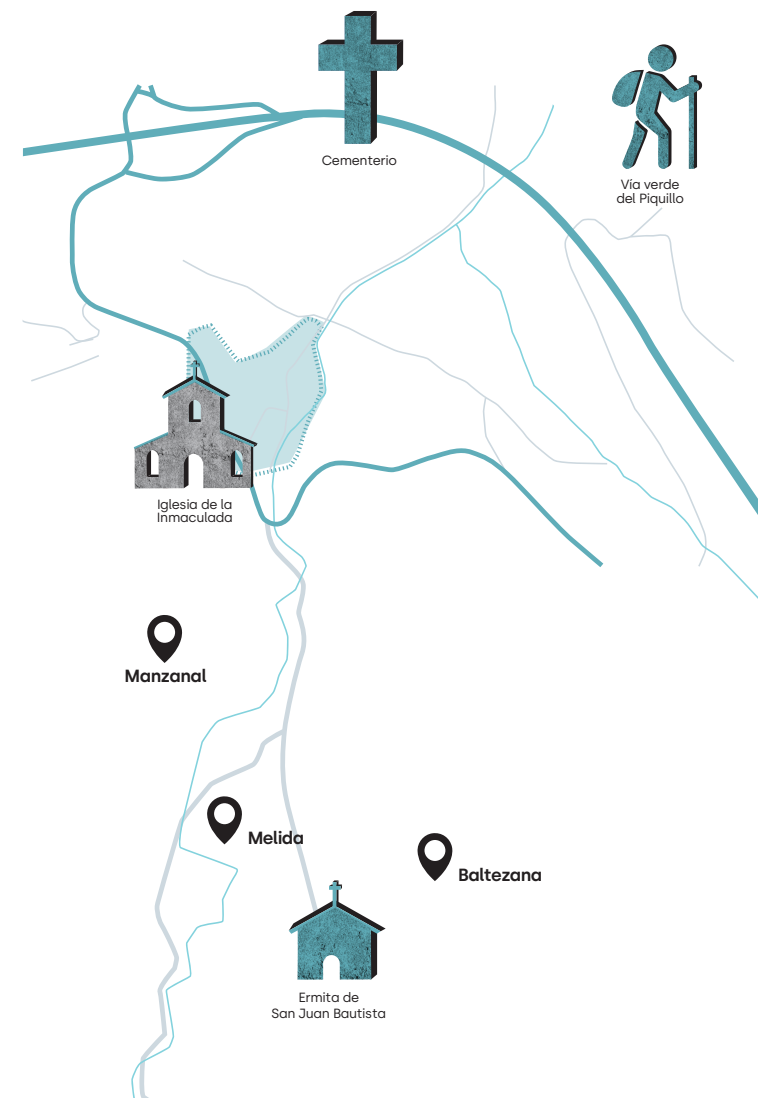 Cementerio
Vía verde
del Piquillo
Iglesia de la
Inmaculada
Manzanal
Melida
Baltezana
Ermita de
San Juan Bautista